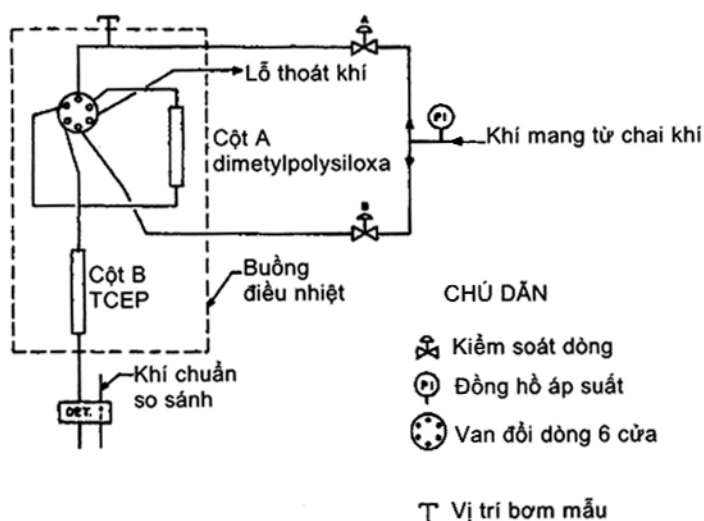 A
Lỗ thoát khí
PI
Cột A
dimetylpolysiloxa
Khí mang từ chai khí
B
Cột B
TCEP
Buồng
điều nhiệt
CHÚ DẪN
Khí chuẩn
so sánh
DET.
Kiểm soát dòng
PI
Đồng hồ áp suất
Van đổi dòng 6 cửa
Vị trí bơm mẫu